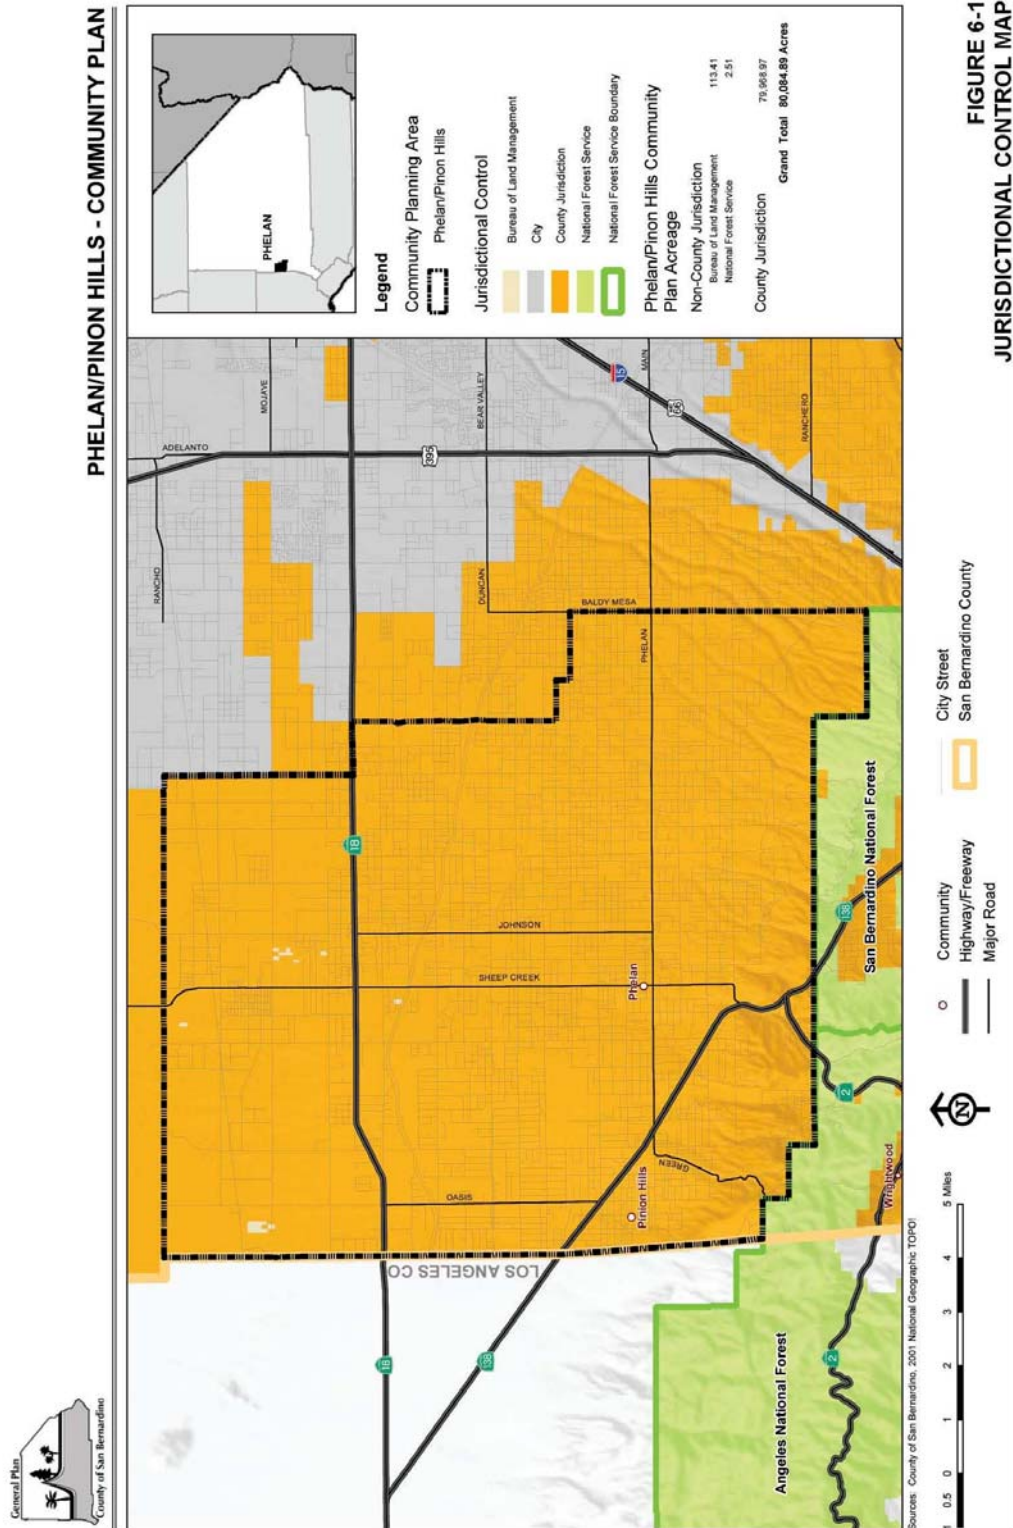 General Plan
County of San Bernardino
PHELAN/PINON HILLS - COMMUNITY PLAN
PHELAN
Legend
Community Planning Area
Phelan/Pinon Hills
Jurisdictional Control
Bureau of Land Management
City
County Jurisdiction
National Forest Service
National Forest Service Boundary
Phelan/Pinon Hills Community
Plan Acreage
Non-County Jurisdiction
Bureau of Land Management 113.41
National Forest Service 2.51
County Jurisdiction 79,968.97
Grand Total 80,084.89 Acres
RANCHO
ADELANTO
MOJAVE
395
18
BEAR VALLEY
DUNCAN
BALDY MESA
PHELAN
MAIN
15
66
RANCHERO
JOHNSON
SHEEP CREEK
Phelan
OASIS
GREEN
Pinion Hills
LOS ANGELES CO
18
138
138
2
2
San Bernardino National Forest
Angeles National Forest
Wrightwood
Sources: County of San Bernardino, 2001 National Geographic TOPO!
1 0.5 0 1 2 3 4 5 Miles
N
Community
Highway/Freeway
Major Road
City Street
San Bernardino County
FIGURE 6-1
JURISDICTIONAL CONTROL MAP